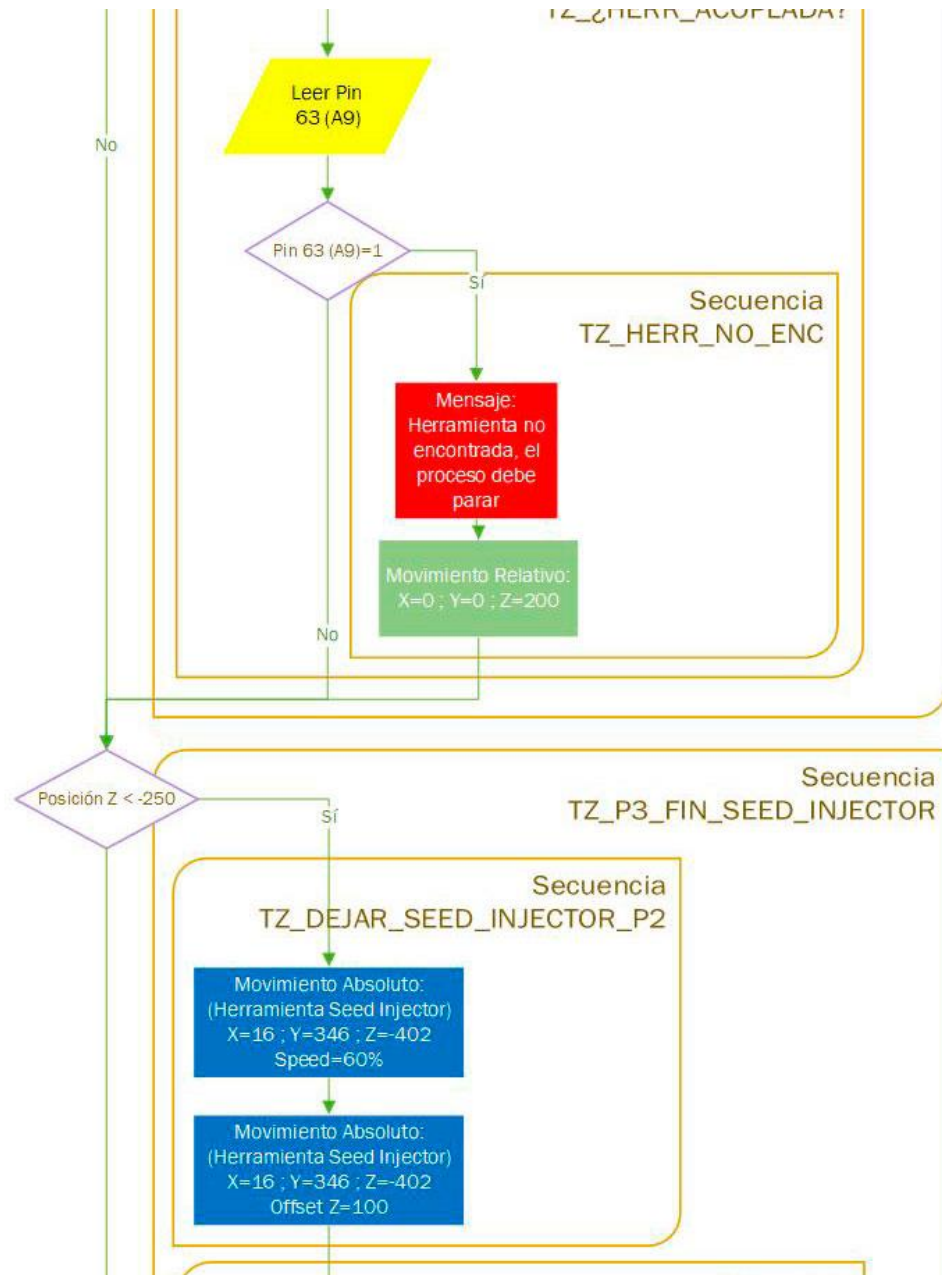 TZ_¿HERR_ACOPLADA?
Leer Pin
63 (A9)
No
Pin 63 (A9)=1
Sí
Secuencia
TZ_HERR_NO_ENC
Mensaje:
Herramienta no
encontrada, el
proceso debe
parar
Movimiento Relativo:
X=0 ; Y=0 ; Z=200
No
Posición Z < -250
Sí
Secuencia
TZ_P3_FIN_SEED_INJECTOR
Secuencia
TZ_DEJAR_SEED_INJECTOR_P2
Movimiento Absoluto:
(Herramienta Seed Injector)
X=16 ; Y=346 ; Z=-402
Speed=60%
Movimiento Absoluto:
(Herramienta Seed Injector)
X=16 ; Y=346 ; Z=-402
Offset Z=100